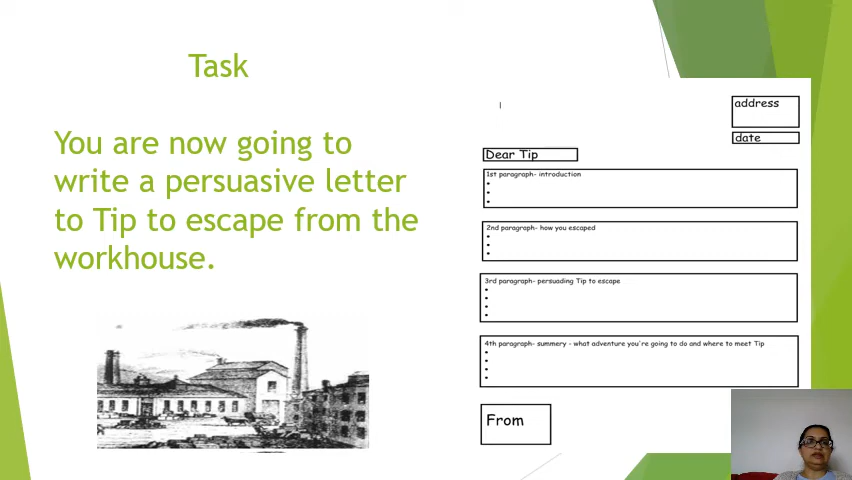 Task
You are now going to
write a persuasive letter
to Tip to escape from the
workhouse.
address
date
Dear Tip
1st paragraph- introduction
2nd paragraph- how you escaped
3rd paragraph- persuading Tip to escape
4th paragraph- summery - what adventure you're going to do and where to meet Tip
From